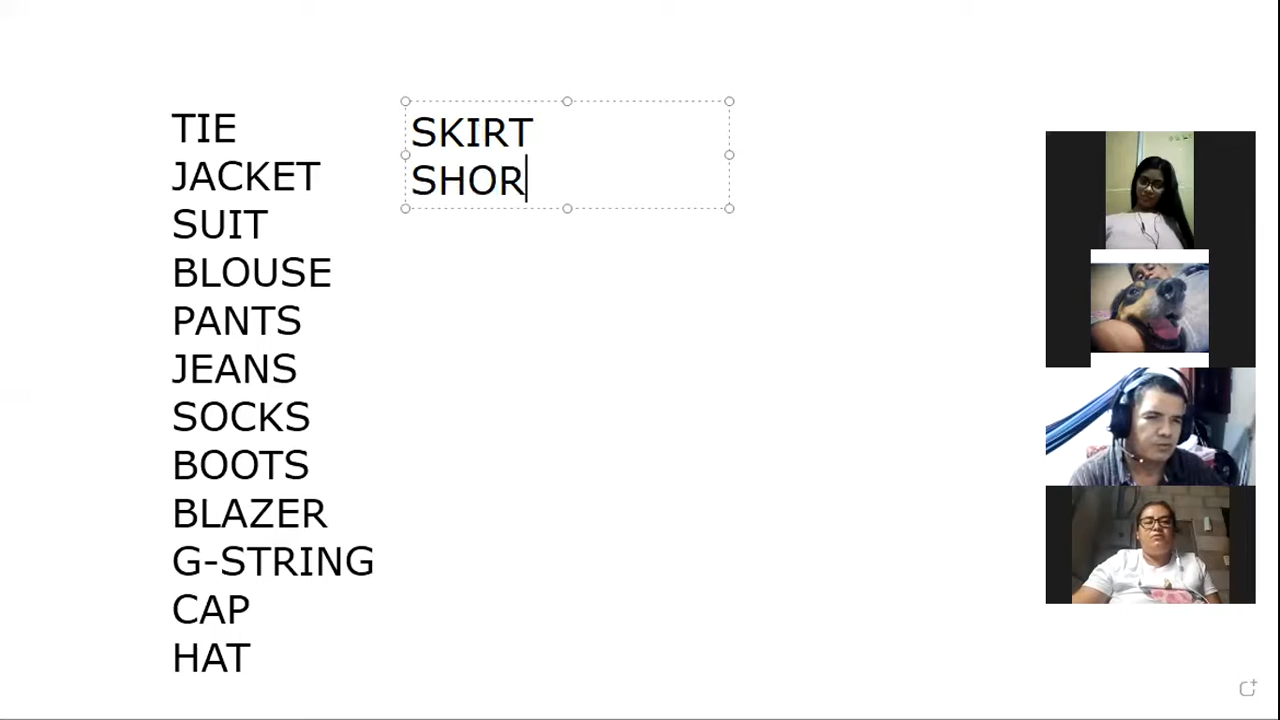 TIE
JACKET
SUIT
BLOUSE
PANTS
JEANS
SOCKS
BOOTS
BLAZER
G-STRING
CAP
HAT
SKIRT
SHOR